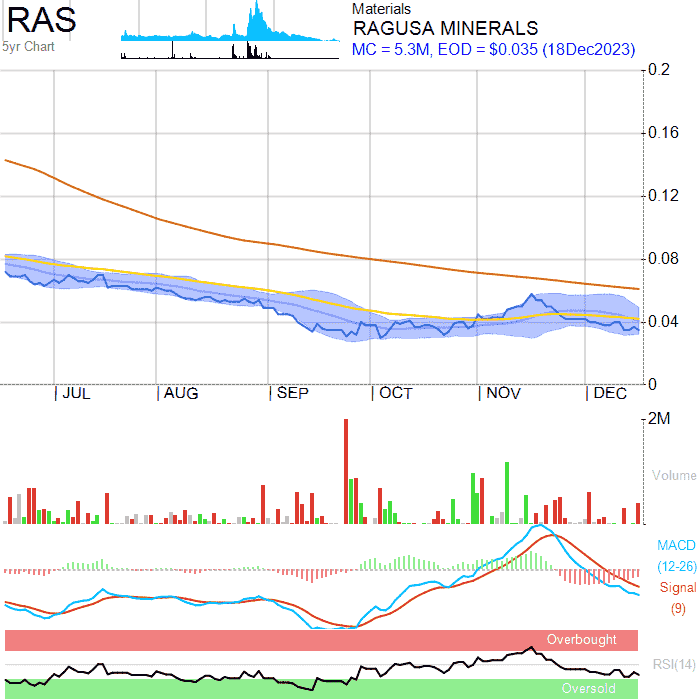 RAS
5yr Chart
Materials
RAGUSA MINERALS
MC = 5.3M, EOD = $0.035 (18Dec2023)
0.2
0.16
0.12
0.08
0.04
0
JUL AUG SEP OCT NOV DEC
2M
Volume
MACD
(12-26)
Signal
(9)
Overbought
RSI(14)
Oversold